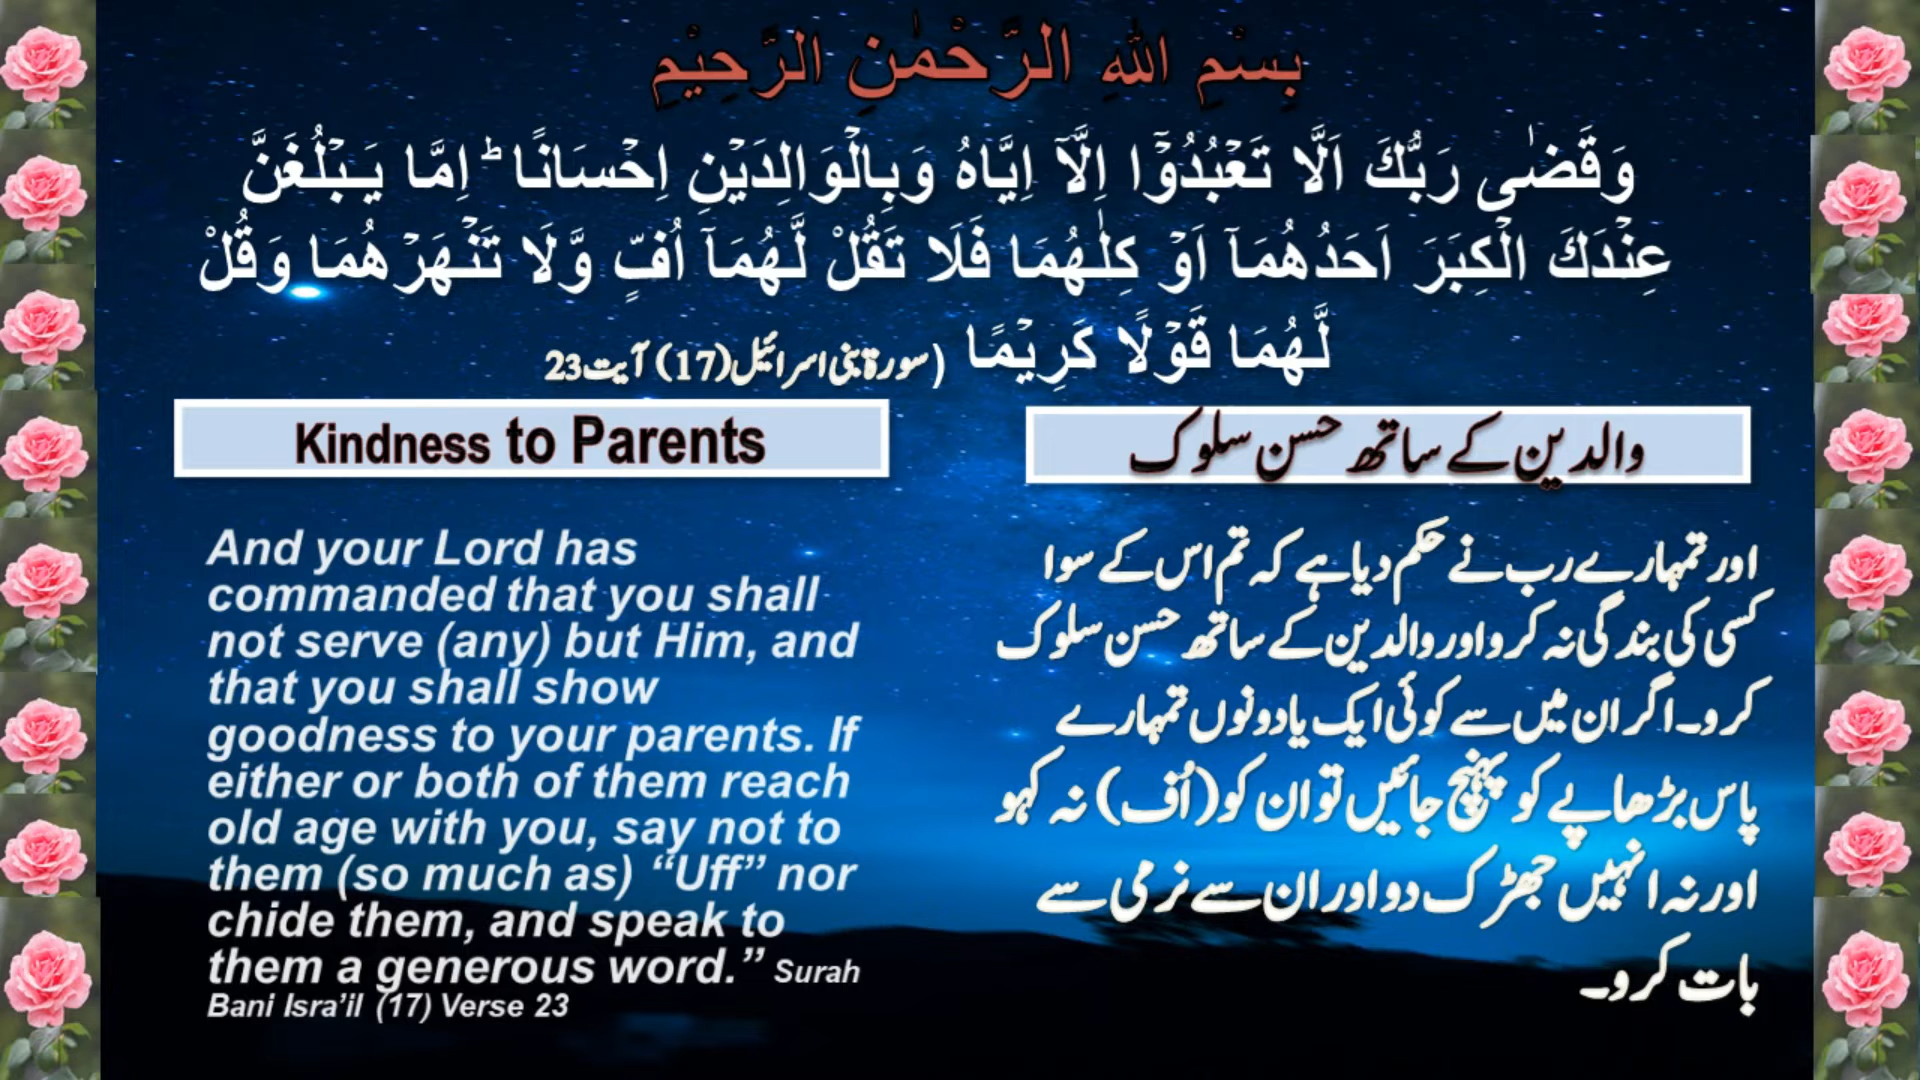 بِسْمِ اللهِ الرَّحْمٰنِ الرَّحِيْمِ
وَقَضٰى رَبُّكَ اَلَّا تَعۡبُدُوۡۤا اِلَّاۤ اِيَّاهُ وَبِالۡوَالِدَيۡنِ اِحۡسَانًا‌ ؕ اِمَّا يَـبۡلُغَنَّ
عِنۡدَكَ الۡكِبَرَ اَحَدُهُمَاۤ اَوۡ كِلٰهُمَا فَلَا تَقُلْ لَّهُمَاۤ اُفٍّ وَّلَا تَنۡهَرۡهُمَا وَقُلْ
لَّهُمَا قَوۡلًا كَرِيۡمًا (سورۃ بنی اسرائیل(17) آیت23
Kindness to Parents
And your Lord has
commanded that you shall
not serve (any) but Him, and
that you shall show
goodness to your parents. If
either or both of them reach
old age with you, say not to
them (so much as) “Uff” nor
chide them, and speak to
them a generous word.” Surah
Bani Isra’il (17) Verse 23
والدین کے ساتھ حسن سلوک
اور تمہارے رب نے حکم دیا ہے کہ تم اس کے سوا
کسی کی بندگی نہ کرو اور والدین کے ساتھ حسن سلوک
کرو۔ اگر ان میں سے کوئی ایک یا دونوں تمہارے
پاس بڑھاپے کو پہنچ جائیں تو ان کو (اُف) نہ کہو
اور نہ انہیں جھڑک دو اور ان سے نرمی سے
بات کرو۔